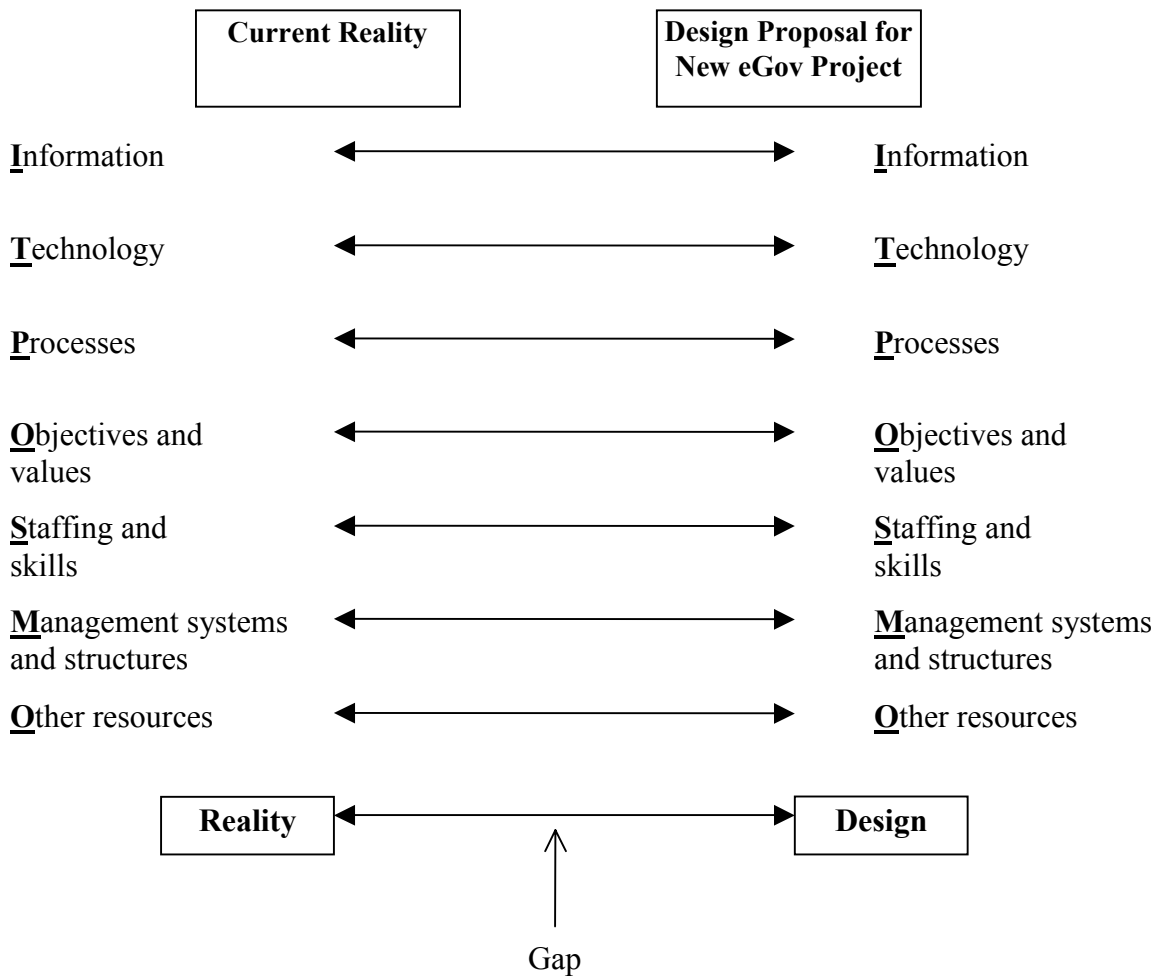 Current Reality
Design Proposal for
New eGov Project
Information
Information
Technology
Technology
Processes
Processes
Objectives and
values
Objectives and
values
Staffing and
skills
Staffing and
skills
Management systems
and structures
Management systems
and structures
Other resources
Other resources
Reality
Design
Gap